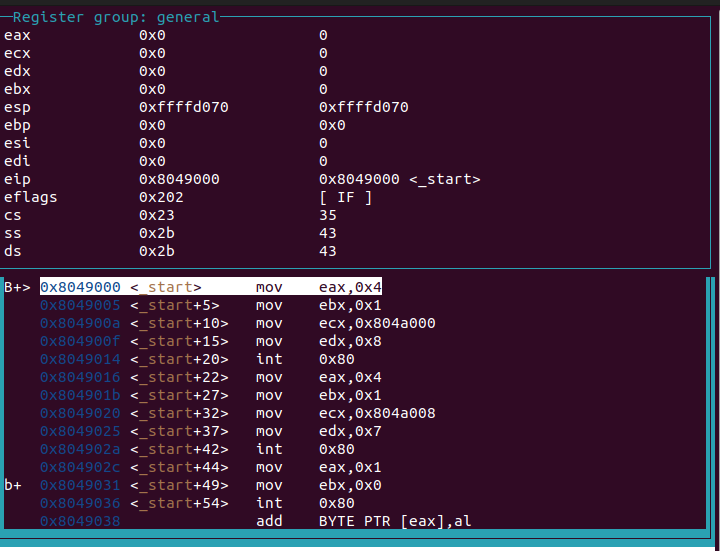 Register group: general
eax 0x0 0
ecx 0x0 0
edx 0x0 0
ebx 0x0 0
esp 0xffffd070 0xffffd070
ebp 0x0 0x0
esi 0x0 0
edi 0x0 0
eip 0x8049000 0x8049000 <_start>
eflags 0x202 [ IF ]
cs 0x23 35
ss 0x2b 43
ds 0x2b 43
B+> 0x8049000 <_start> mov eax,0x4
0x8049005 <_start+5> mov ebx,0x1
0x804900a <_start+10> mov ecx,0x804a000
0x804900f <_start+15> mov edx,0x8
0x8049014 <_start+20> int 0x80
0x8049016 <_start+22> mov eax,0x4
0x804901b <_start+27> mov ebx,0x1
0x8049020 <_start+32> mov ecx,0x804a008
0x8049025 <_start+37> mov edx,0x7
0x804902a <_start+42> int 0x80
0x804902c <_start+44> mov eax,0x1
b+ 0x8049031 <_start+49> mov ebx,0x0
0x8049036 <_start+54> int 0x80
0x8049038 add BYTE PTR [eax],al